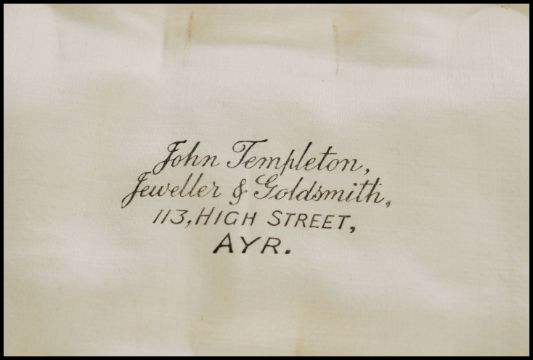 John Templeton,
Jeweller & Goldsmith,
113, HIGH STREET,
AYR.